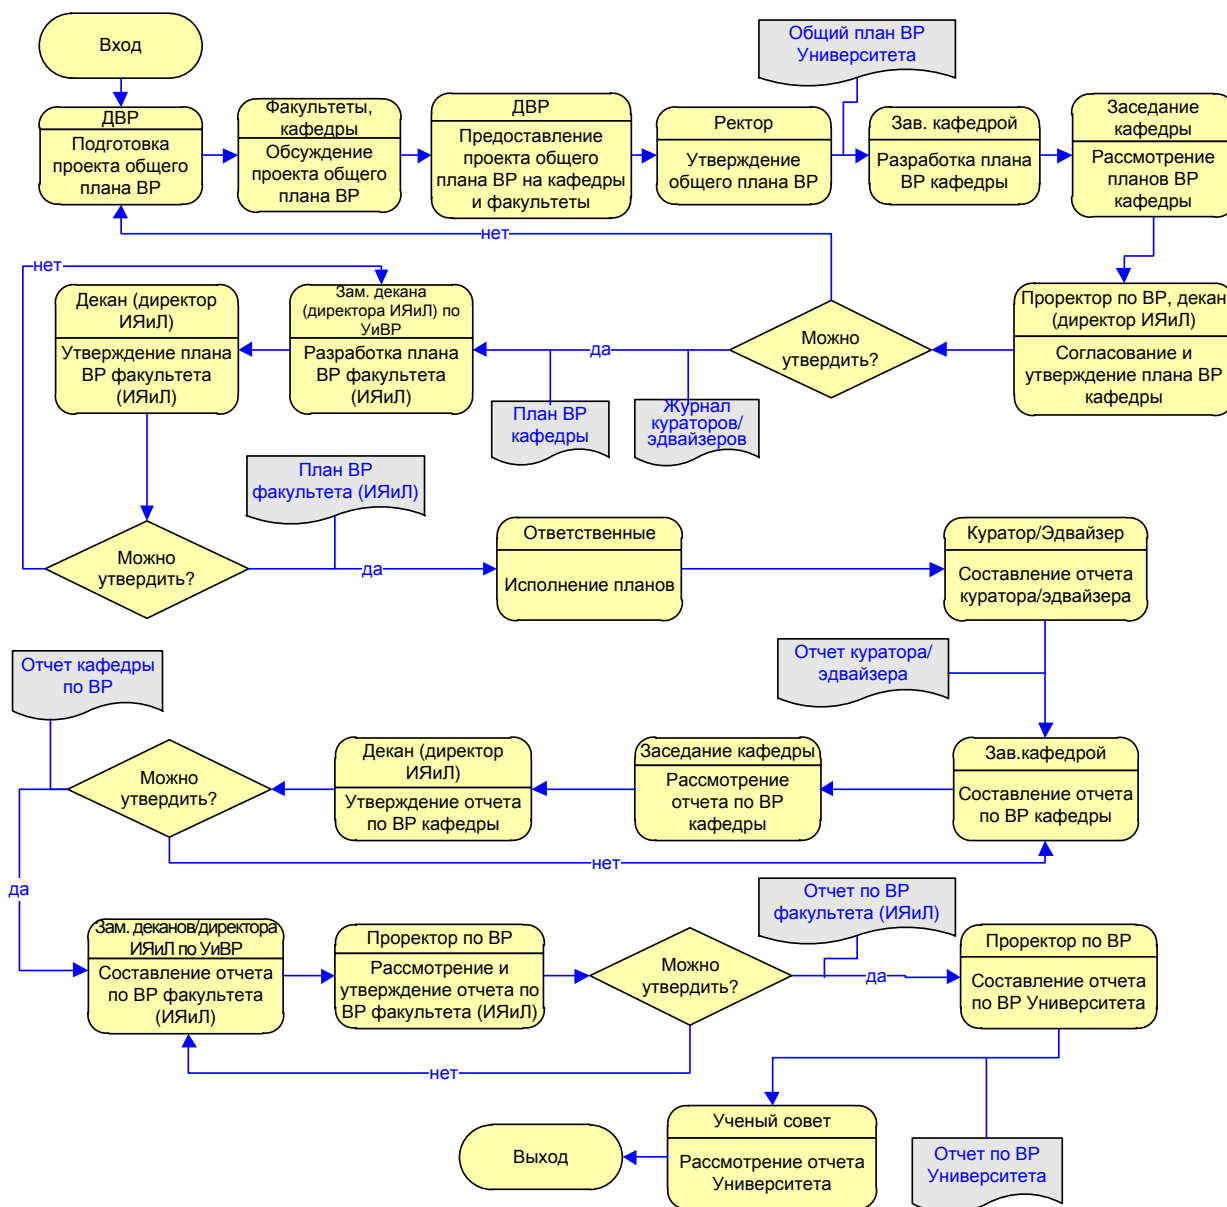 Вход
Общий план ВР
Университета
ДВР
Подготовка
проекта общего
плана ВР
Факультеты,
кафедры
Обсуждение
проекта общего
плана ВР
ДВР
Предоставление
проекта общего
плана ВР на кафедры
и факультеты
Ректор
Утверждение
общего плана ВР
Зав. кафедрой
Разработка плана
ВР кафедры
Заседание
кафедры
Рассмотрение
планов ВР
кафедры
нет
нет
Декан (директор
ИЯиЛ)
Утверждение плана
ВР факультета
(ИЯиЛ)
Зам. декана
(директора ИЯиЛ) по
УиВР
Разработка плана
ВР факультета
(ИЯиЛ)
да
Можно
утвердить?
Проректор по ВР, декан
(директор ИЯиЛ)
Согласование и
утверждение плана ВР
кафедры
План ВР
кафедры
Журнал
кураторов/
эдвайзеров
План ВР
факультета (ИЯиЛ)
Можно
утвердить?
да
Ответственные
Исполнение планов
Куратор/Эдвайзер
Составление отчета
куратора/эдвайзера
Отчет кафедры
по ВР
Отчет куратора/
эдвайзера
Можно
утвердить?
Декан (директор
ИЯиЛ)
Утверждение отчета
по ВР кафедры
Заседание кафедры
Рассмотрение
отчета по ВР
кафедры
Зав.кафедрой
Составление отчета
по ВР кафедры
нет
да
Отчет по ВР
факультета (ИЯиЛ)
Зам. деканов/директора
ИЯиЛ по УиВР
Составление отчета
по ВР факультета
(ИЯиЛ)
Проректор по ВР
Рассмотрение и
утверждение отчета по
ВР факультета (ИЯиЛ)
Можно
утвердить?
да
Проректор по ВР
Составление отчета
по ВР Университета
нет
Выход
Ученый совет
Рассмотрение отчета
Университета
Отчет по ВР
Университета